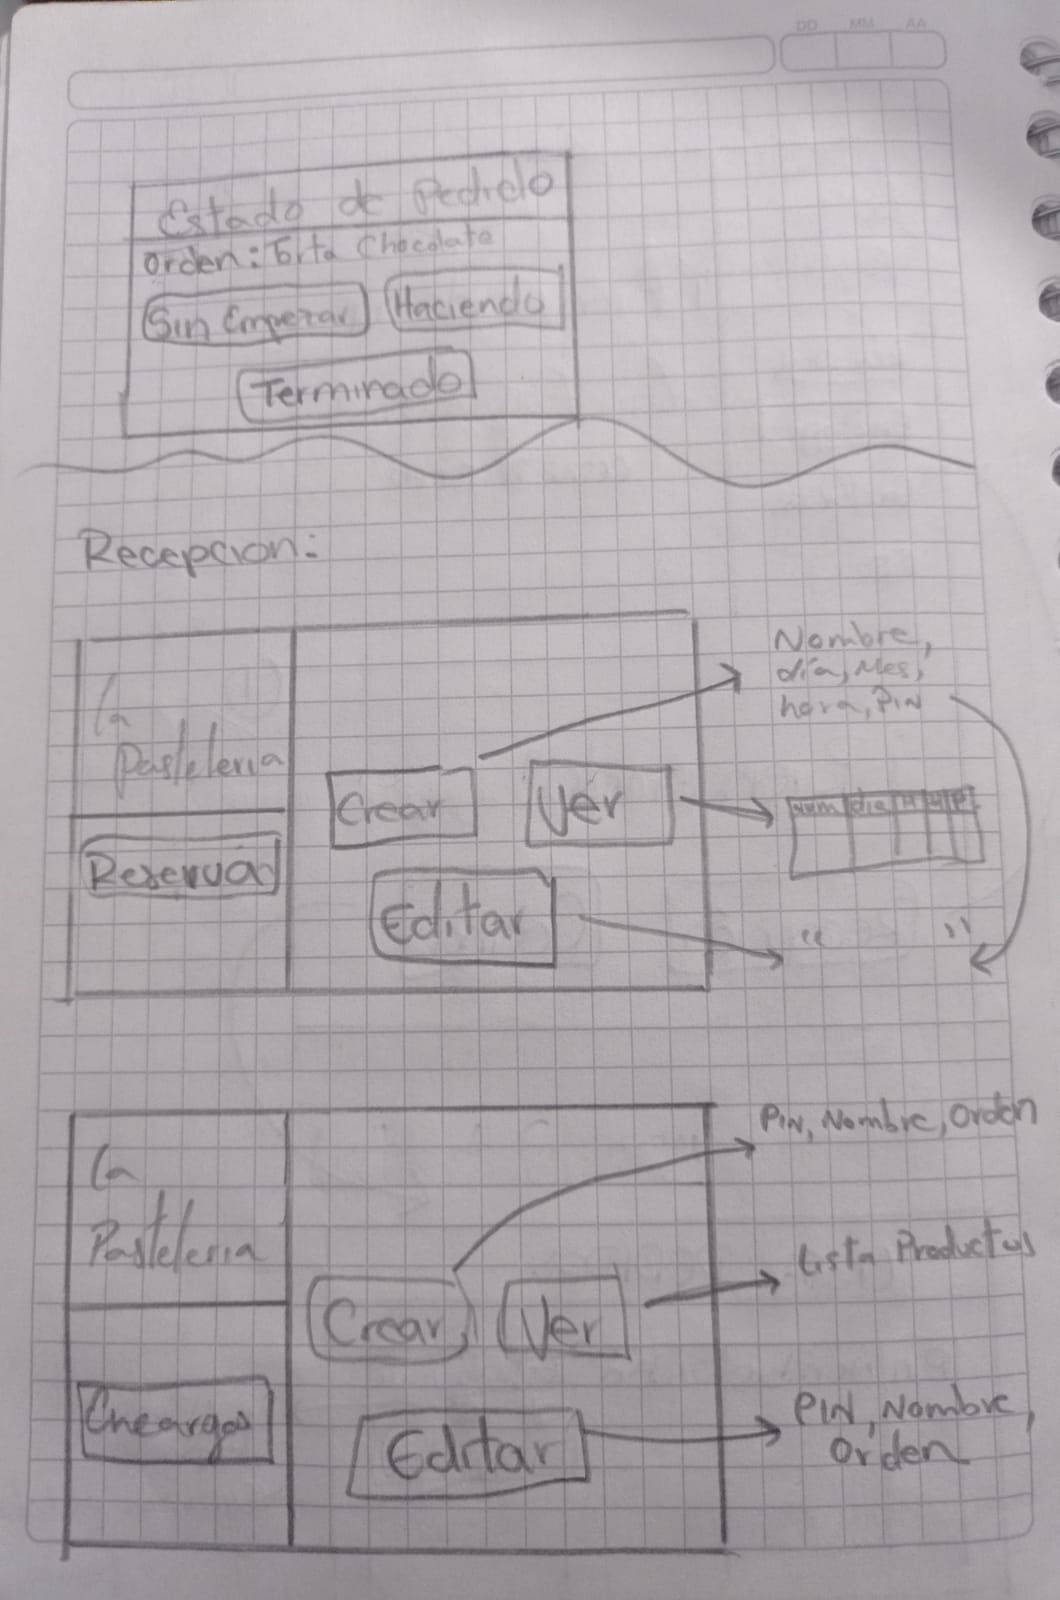 DD MM AA
Estado de Pedido
Orden: Torta Chocolate
Sin Empezar
Haciendo
Terminado
Recepcion:
La
Pasteleria
Reservas
Crear
Ver
Editar
Nombre,
día, Mes,
hora, PIN
Nom dia H M P
" "
La
Pasteleria
Encargos
Crear
Ver
Editar
PIN, Nombre, Orden
Lista Productos
PIN, Nombre,
Orden